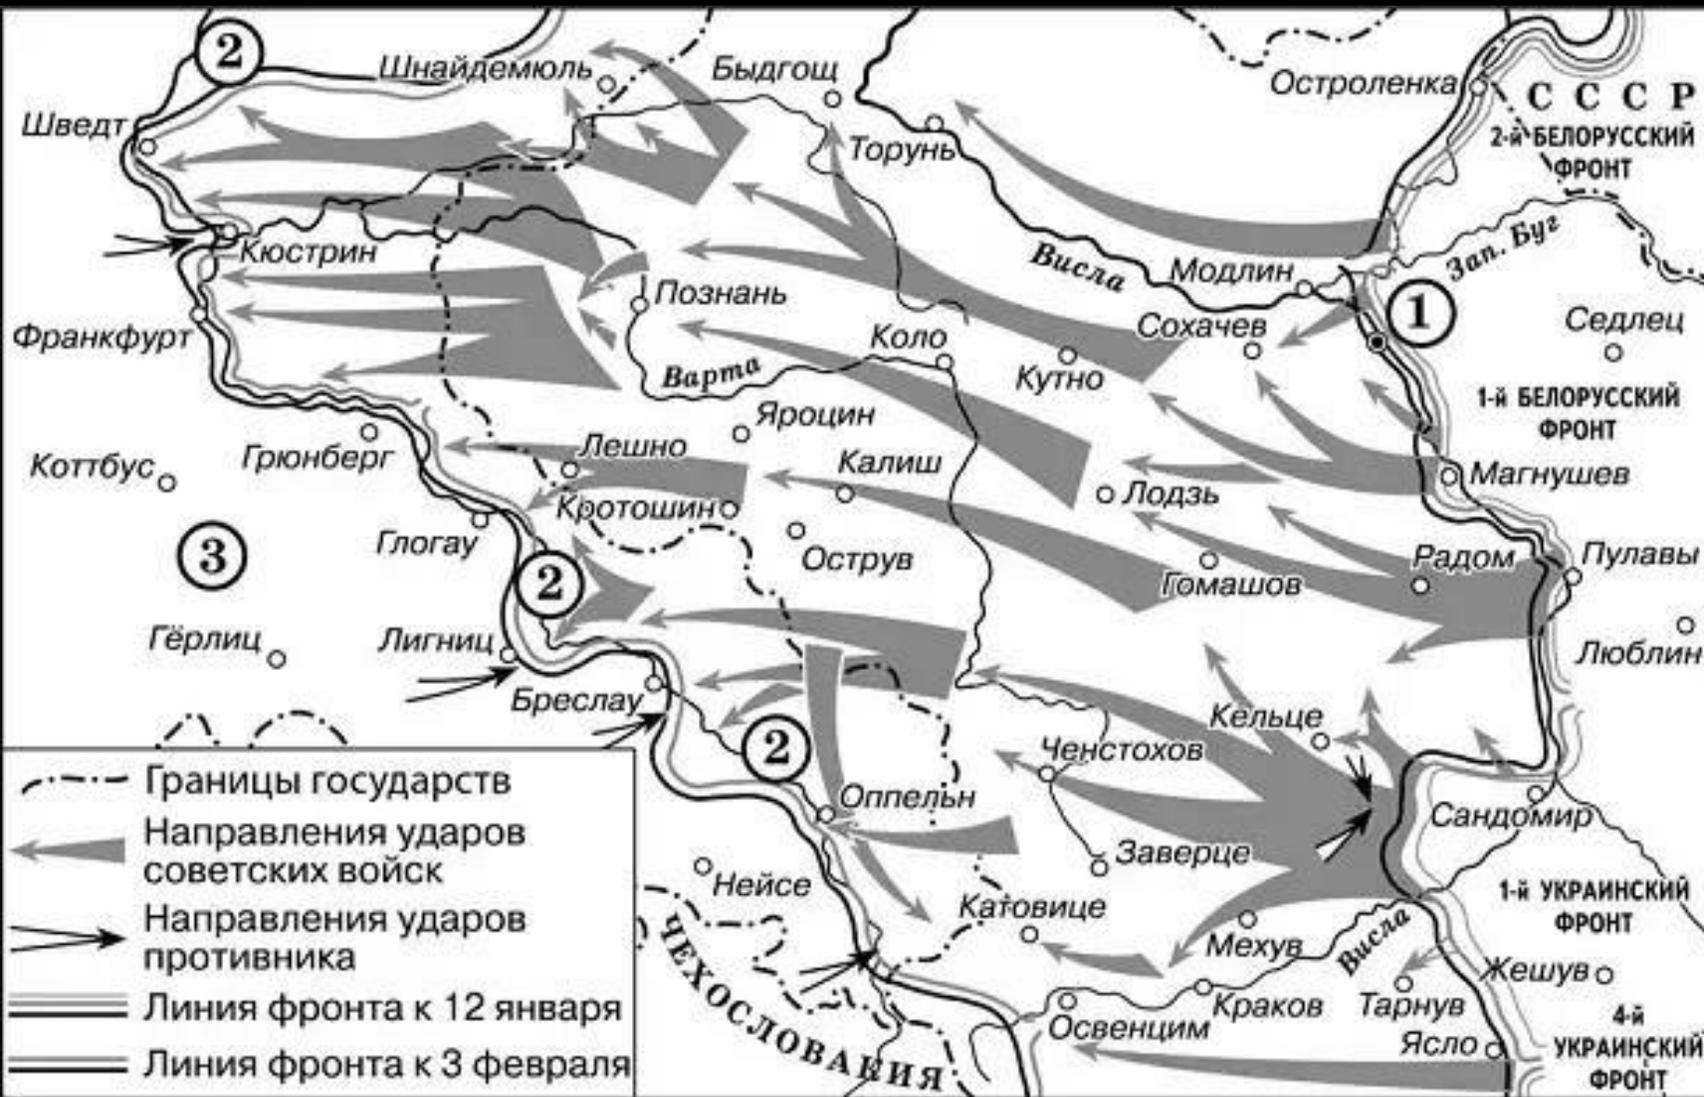 2
Шнайдемюль
Быдгощ
Остроленка
СССР
2-й БЕЛОРУССКИЙ
ФРОНТ
Шведт
Торунь
Кюстрин
Висла
Модлин
Зап. Буг
1
Познань
Сохачев
Седлец
Франкфурт
Коло
Варта
Кутно
1-й БЕЛОРУССКИЙ
ФРОНТ
Яроцин
Коттбус
Грюнберг
Лешно
Калиш
Лодзь
Магнушев
Кротошин
3
Глогау
Острув
Гомашов
Радом
Пулавы
2
Гёрлиц
Лигниц
Люблин
Бреслау
2
Кельце
Ченстохов
Оппельн
Сандомир
Заверце
Нейсе
1-й УКРАИНСКИЙ
ФРОНТ
Катовице
Мехув
Висла
Жешув
ЧЕХОСЛОВАКИЯ
Освенцим
Краков
Тарнув
4-й
УКРАИНСКИЙ
ФРОНТ
Ясло
Границы государств
Направления ударов
советских войск
Направления ударов
противника
Линия фронта к 12 января
Линия фронта к 3 февраля